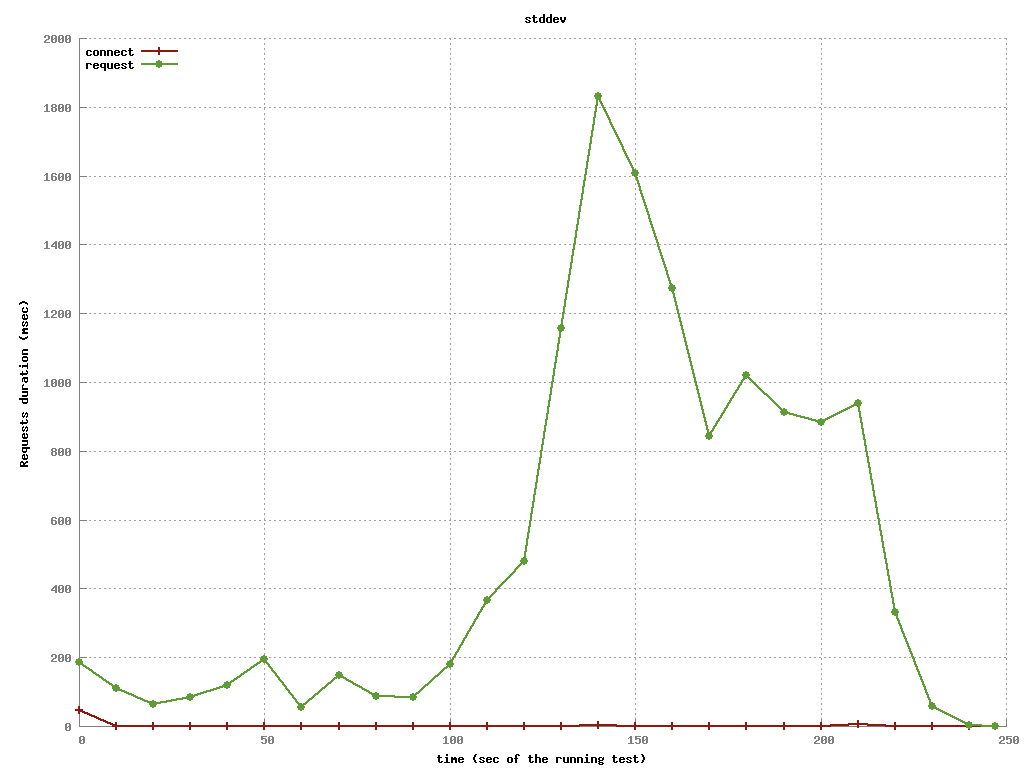 stddev
connect
request
2000
1800
1600
1400
1200
1000
800
600
400
200
0
Requests duration (msec)
0 50 100 150 200 250
time (sec of the running test)